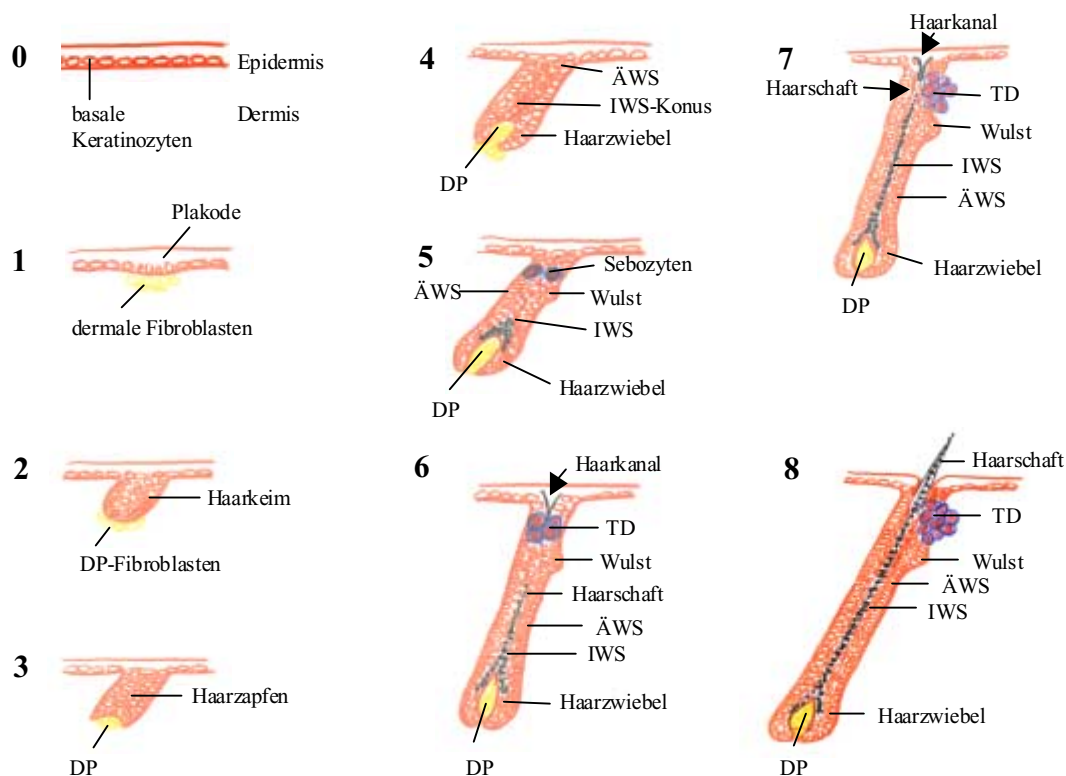 0
Epidermis
basale
Keratinozyten
Dermis
1
Plakode
dermale Fibroblasten
2
Haarkeim
DP-Fibroblasten
3
Haarzapfen
DP
4
ÄWS
IWS-Konus
Haarzwiebel
DP
5
Sebozyten
ÄWS
Wulst
IWS
Haarzwiebel
DP
6
Haarkanal
TD
Wulst
Haarschaft
ÄWS
IWS
Haarzwiebel
DP
7
Haarkanal
Haarschaft
TD
Wulst
IWS
ÄWS
Haarzwiebel
DP
8
Haarschaft
TD
Wulst
ÄWS
IWS
Haarzwiebel
DP